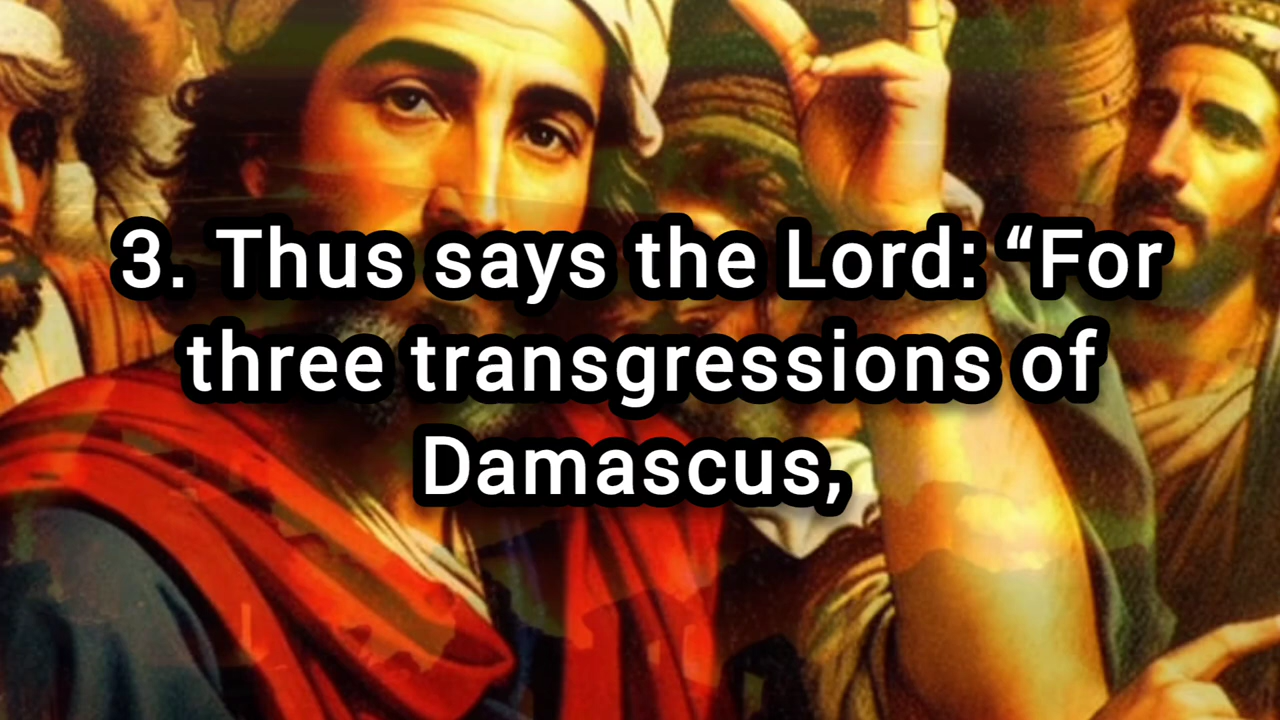 3. Thus says the Lord: “For
three transgressions of
Damascus,